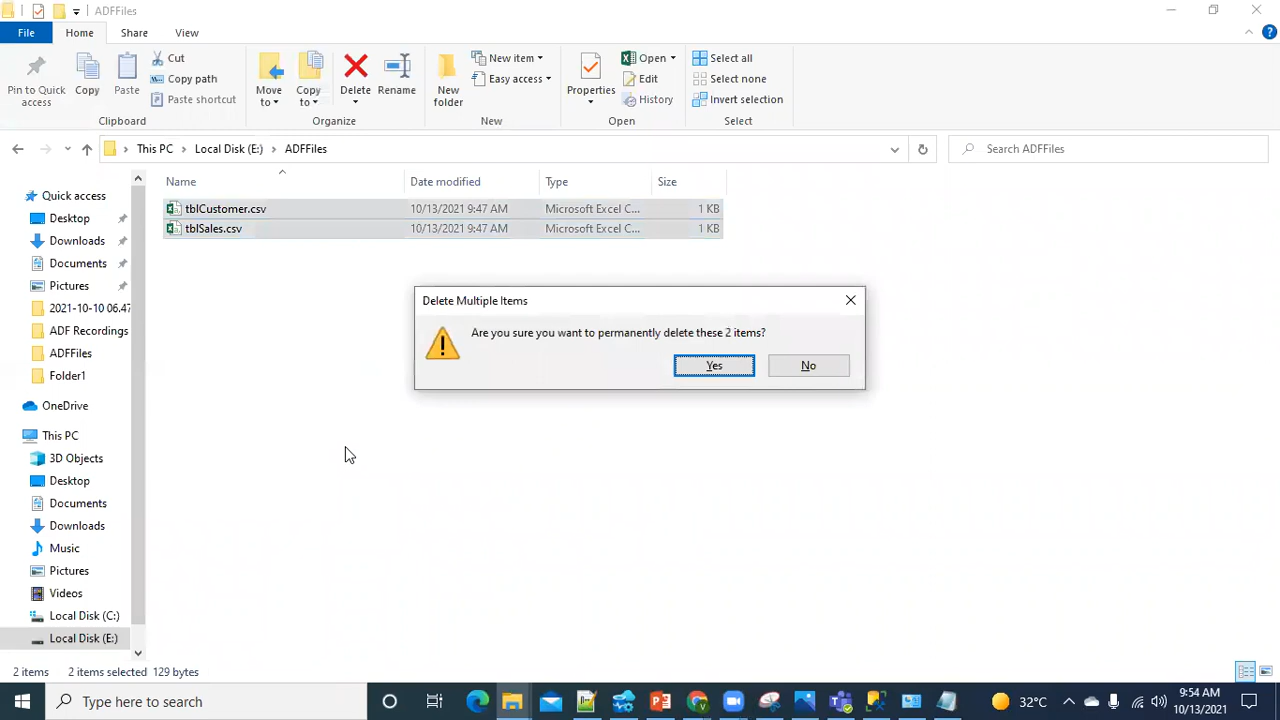 ADFFiles
File Home Share View
Pin to Quick access
Copy
Paste
Cut
Copy path
Paste shortcut
Clipboard
Move to
Copy to
Delete
Rename
Organize
New folder
New item
Easy access
New
Properties
Open
Edit
History
Open
Select all
Select none
Invert selection
Select
This PC > Local Disk (E:) > ADFFiles
Search ADFFiles
Name Date modified Type Size
tblCustomer.csv 10/13/2021 9:47 AM Microsoft Excel C... 1 KB
tblSales.csv 10/13/2021 9:47 AM Microsoft Excel C... 1 KB
Quick access
Desktop
Downloads
Documents
Pictures
2021-10-10 06.47
ADF Recordings
ADFFiles
Folder1
OneDrive
This PC
3D Objects
Desktop
Documents
Downloads
Music
Pictures
Videos
Local Disk (C:)
Local Disk (E:)
Delete Multiple Items
Are you sure you want to permanently delete these 2 items?
Yes No
2 items 2 items selected 129 bytes
Type here to search
32°C
9:54 AM
10/13/2021